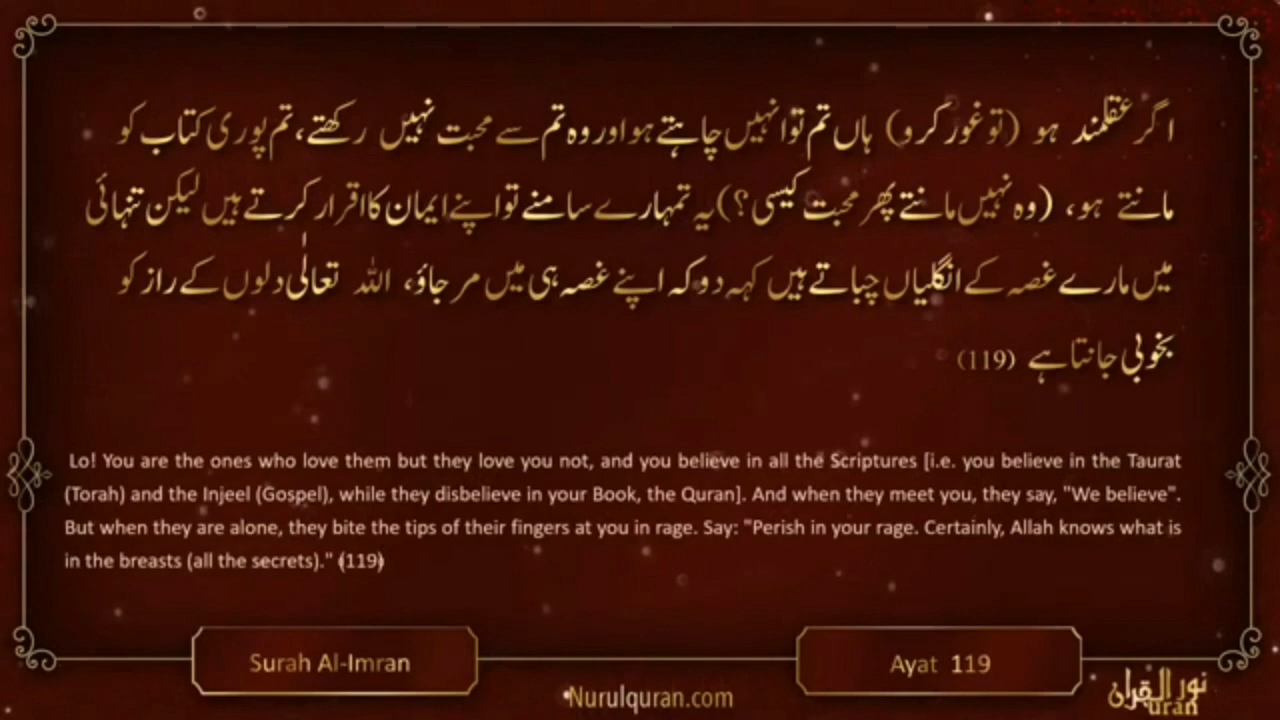 اگر عقلمند ہو (تو غور کرو) ہاں تم تو انہیں چاہتے ہو اور وہ تم سے محبت نہیں رکھتے، تم پوری کتاب کو
مانتے ہو، (وہ نہیں مانتے پھر محبت کیسی؟) یہ تمہارے سامنے تو اپنے ایمان کا اقرار کرتے ہیں لیکن تنہائی
میں مارے غصہ کے انگلیاں چباتے ہیں کہہ دو کہ اپنے غصہ ہی میں مر جاؤ، اللہ تعالٰی دلوں کے راز کو
بخوبی جانتا ہے (119)
Lo! You are the ones who love them but they love you not, and you believe in all the Scriptures [i.e. you believe in the Taurat
(Torah) and the Injeel (Gospel), while they disbelieve in your Book, the Quran]. And when they meet you, they say, "We believe".
But when they are alone, they bite the tips of their fingers at you in rage. Say: "Perish in your rage. Certainly, Allah knows what is
in the breasts (all the secrets)." (119)
Surah Al-Imran
Ayat 119
Nurulquran.com
نور القرآن
uran